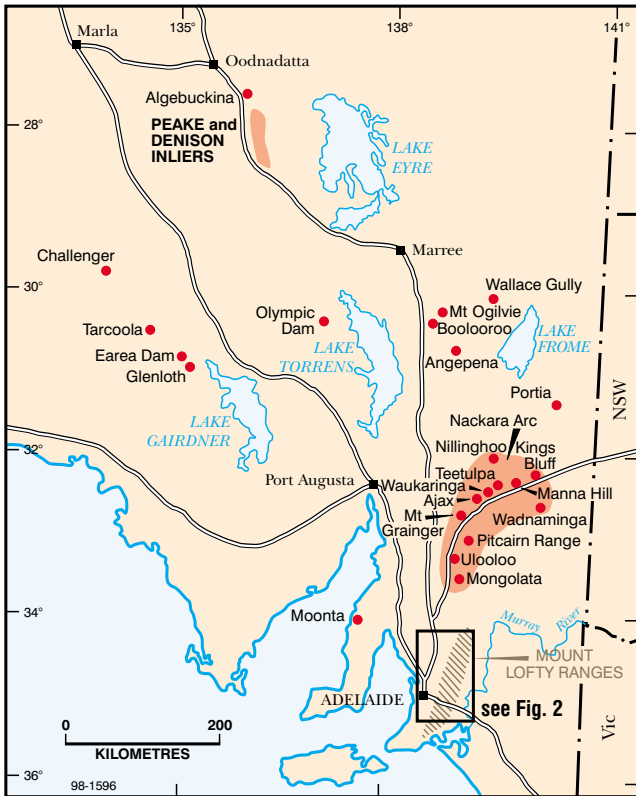 135°
138°
141°
Marla
Oodnadatta
Algebuckina
28°
PEAKE and
DENISON
INLIERS
LAKE
EYRE
Marree
Challenger
30°
Wallace Gully
Olympic
Dam
Mt Ogilvie
Boolooroo
Tarcoola
LAKE
TORRENS
LAKE
FROME
Earea Dam
Glenloth
Angepena
Portia
NSW
LAKE
GAIRDNER
Nackara Arc
32°
Nillinghoo
Kings
Bluff
Teetulpa
Port Augusta
Waukaringa
Ajax
Manna Hill
Mt
Grainger
Wadnaminga
Pitcairn Range
Ulooloo
Mongolata
34°
Moonta
Murray
River
MOUNT
LOFTY RANGES
ADELAIDE
see Fig. 2
Vic
0
200
KILOMETRES
36°
98-1596